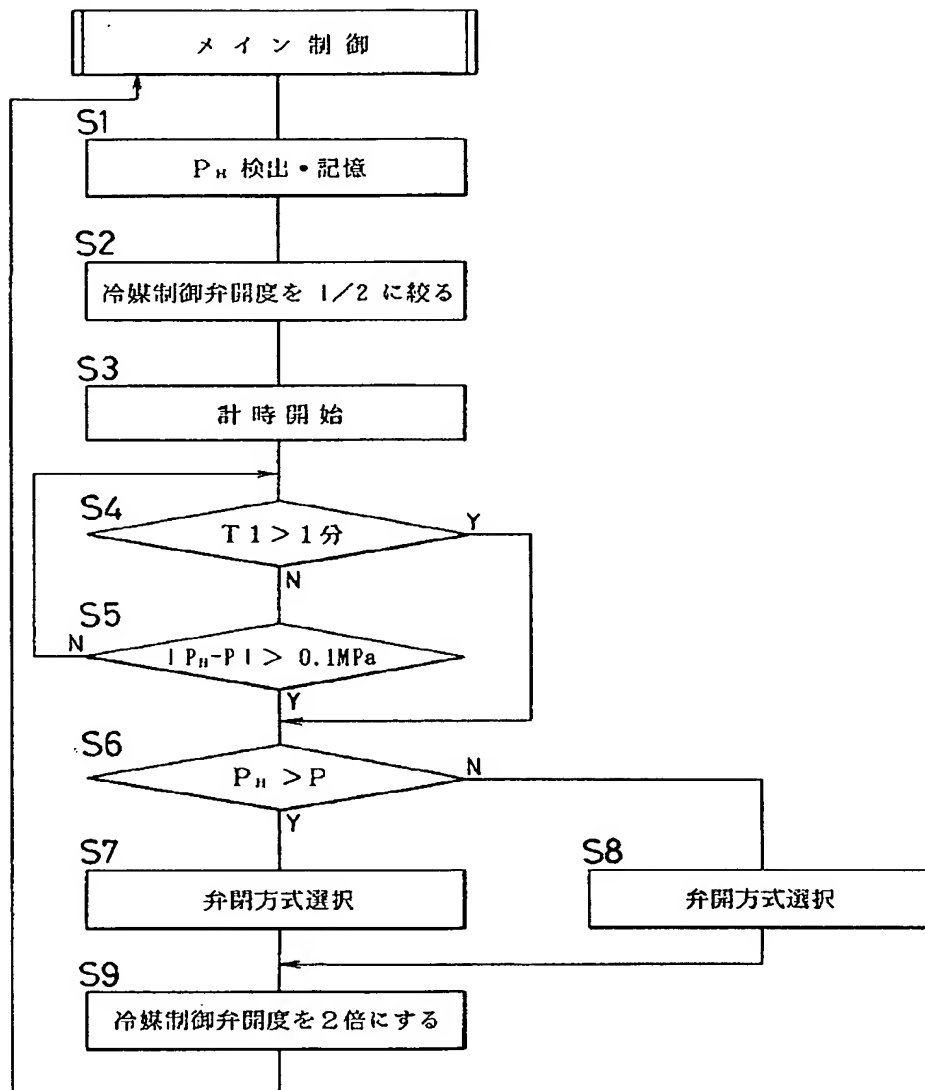 メイン制御
S1
PH 検出・記憶
S2
冷媒制御弁開度を 1/2 に絞る
S3
計時開始
S4
T1>1分
Y
N
S5
N
|PH-P|> 0.1MPa
Y
S6
PH>P
N
Y
S7
弁閉方式選択
S8
弁開方式選択
S9
冷媒制御弁開度を2倍にする